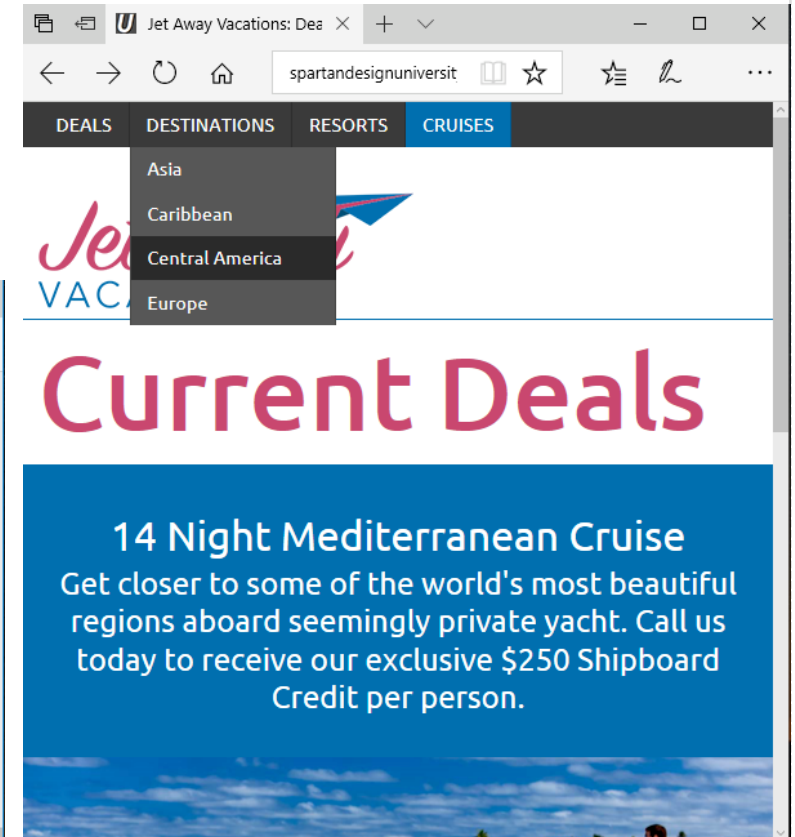 Jet Away Vacations: Dea
spartandesignuniversit
DEALS DESTINATIONS RESORTS CRUISES
Asia
Caribbean
Central America
Europe
Je
y
VACA
Current Deals
14 Night Mediterranean Cruise
Get closer to some of the world's most beautiful
regions aboard seemingly private yacht. Call us
today to receive our exclusive $250 Shipboard
Credit per person.